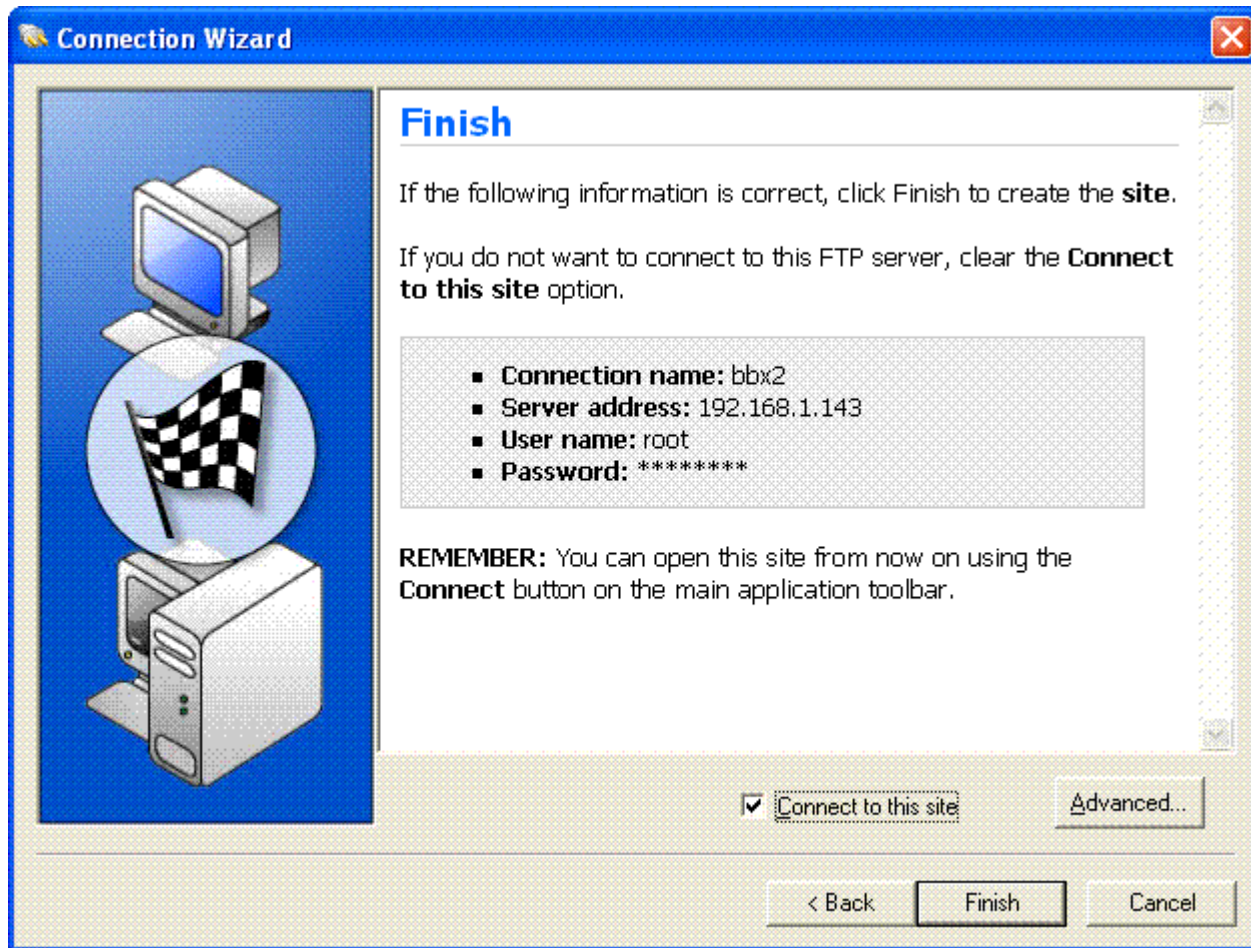 Connection Wizard
Finish
If the following information is correct, click Finish to create the site.
If you do not want to connect to this FTP server, clear the Connect
to this site option.
Connection name: bbx2
Server address: 192.168.1.143
User name: root
Password: ********
REMEMBER: You can open this site from now on using the
Connect button on the main application toolbar.
Connect to this site
Advanced...
< Back
Finish
Cancel